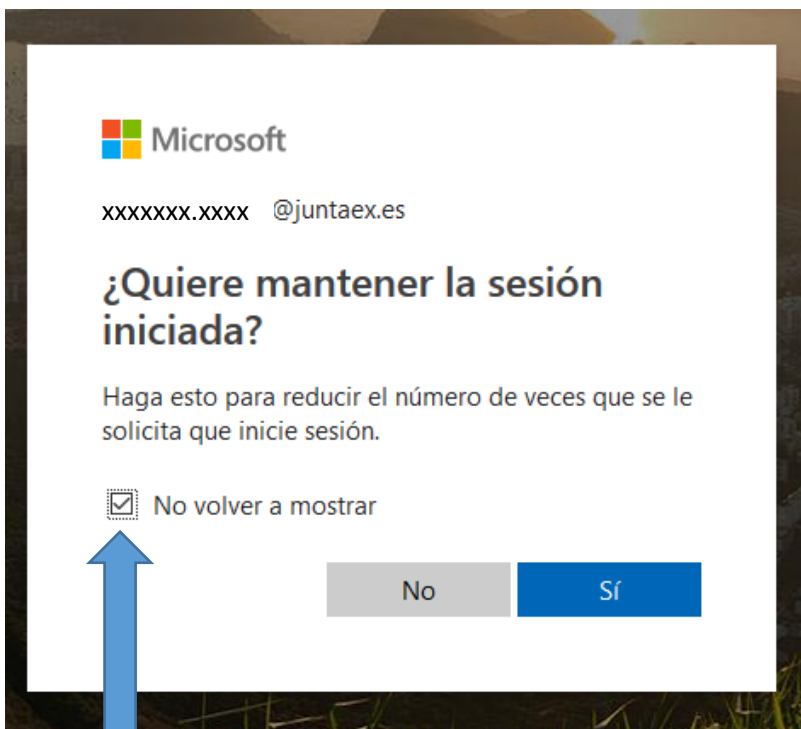 Microsoft
xxxxxxx.xxxx @juntaex.es
¿Quiere mantener la sesión
iniciada?
Haga esto para reducir el número de veces que se le
solicita que inicie sesión.
No volver a mostrar
No Sí